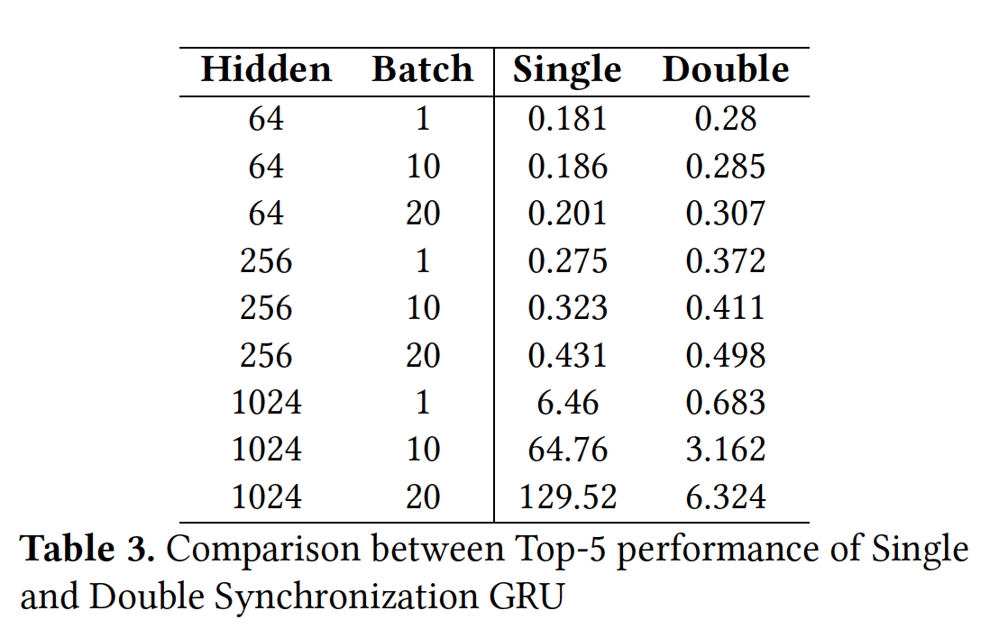 Hidden Batch Single Double
64 1 0.181 0.28
64 10 0.186 0.285
64 20 0.201 0.307
256 1 0.275 0.372
256 10 0.323 0.411
256 20 0.431 0.498
1024 1 6.46 0.683
1024 10 64.76 3.162
1024 20 129.52 6.324
Table 3. Comparison between Top-5 performance of Single
and Double Synchronization GRU